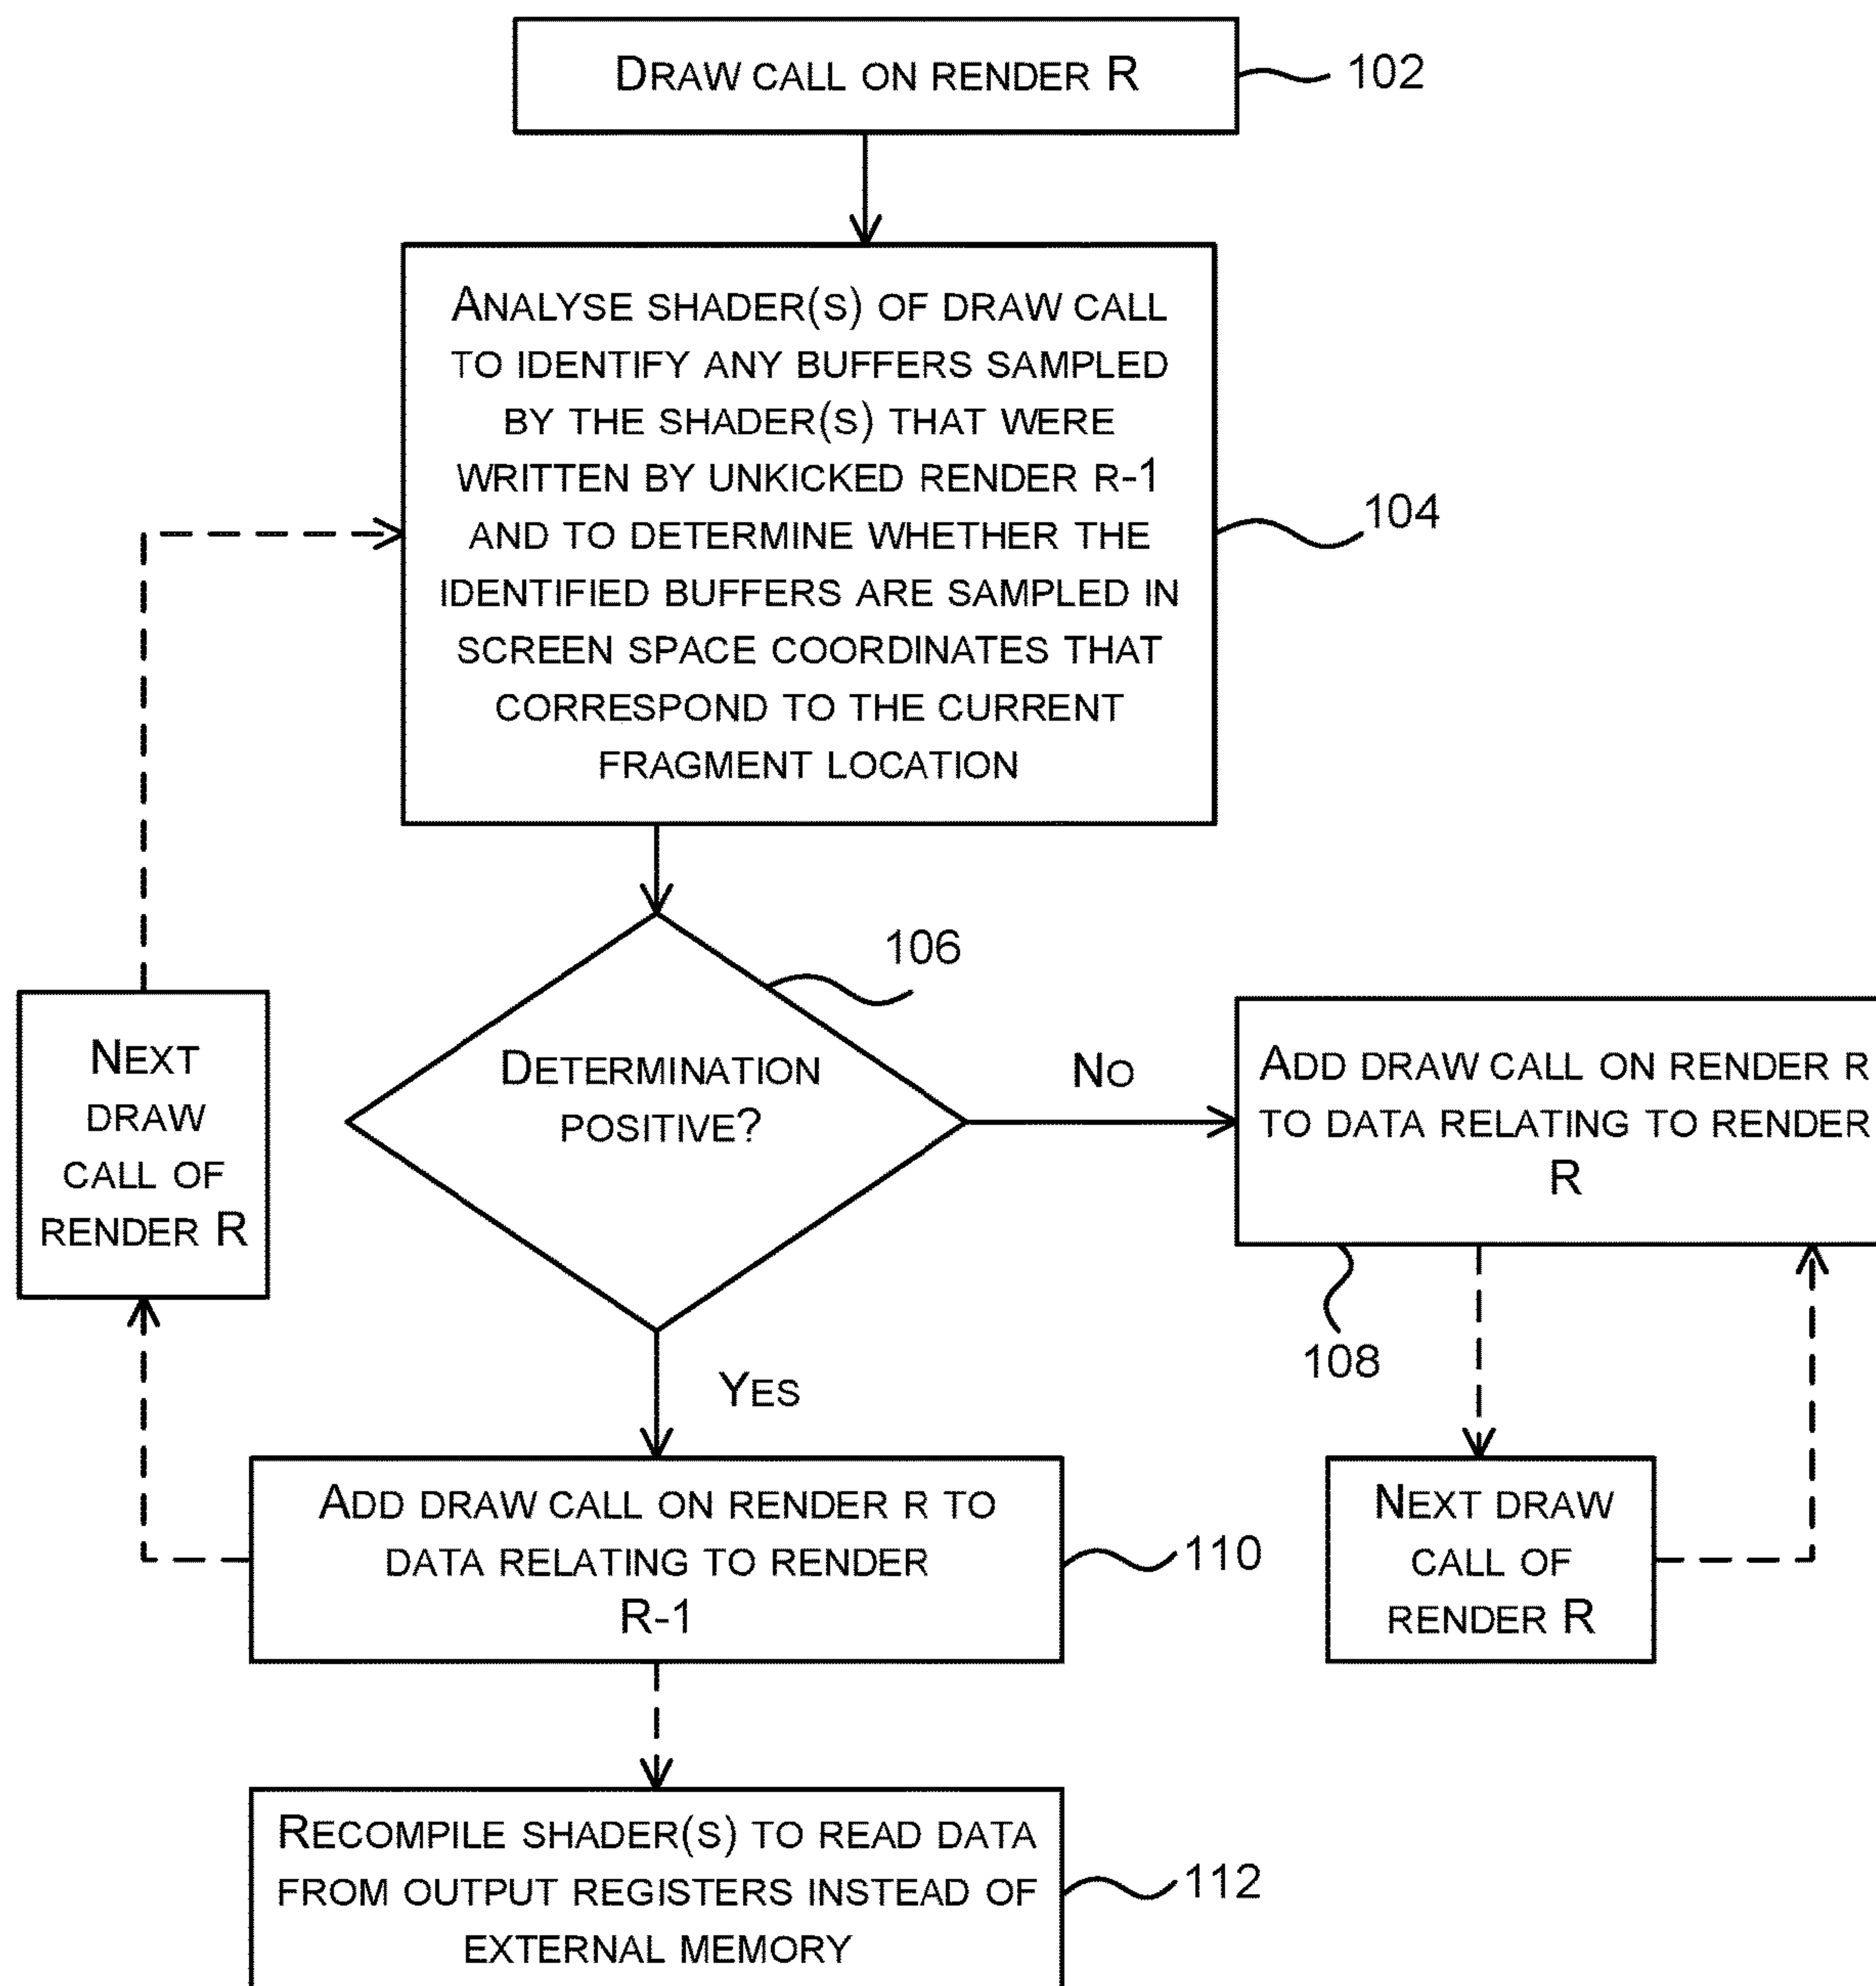 DRAW CALL ON RENDER R
102
ANALYSE SHADER(S) OF DRAW CALL
TO IDENTIFY ANY BUFFERS SAMPLED
BY THE SHADER(S) THAT WERE
WRITTEN BY UNKICKED RENDER R-1
AND TO DETERMINE WHETHER THE
IDENTIFIED BUFFERS ARE SAMPLED IN
SCREEN SPACE COORDINATES THAT
CORRESPOND TO THE CURRENT
FRAGMENT LOCATION
104
106
DETERMINATION
POSITIVE?
NO
ADD DRAW CALL ON RENDER R
TO DATA RELATING TO RENDER
R
108
NEXT
DRAW
CALL OF
RENDER R
YES
ADD DRAW CALL ON RENDER R TO
DATA RELATING TO RENDER
R-1
110
NEXT DRAW
CALL OF
RENDER R
RECOMPILE SHADER(S) TO READ DATA
FROM OUTPUT REGISTERS INSTEAD OF
EXTERNAL MEMORY
112